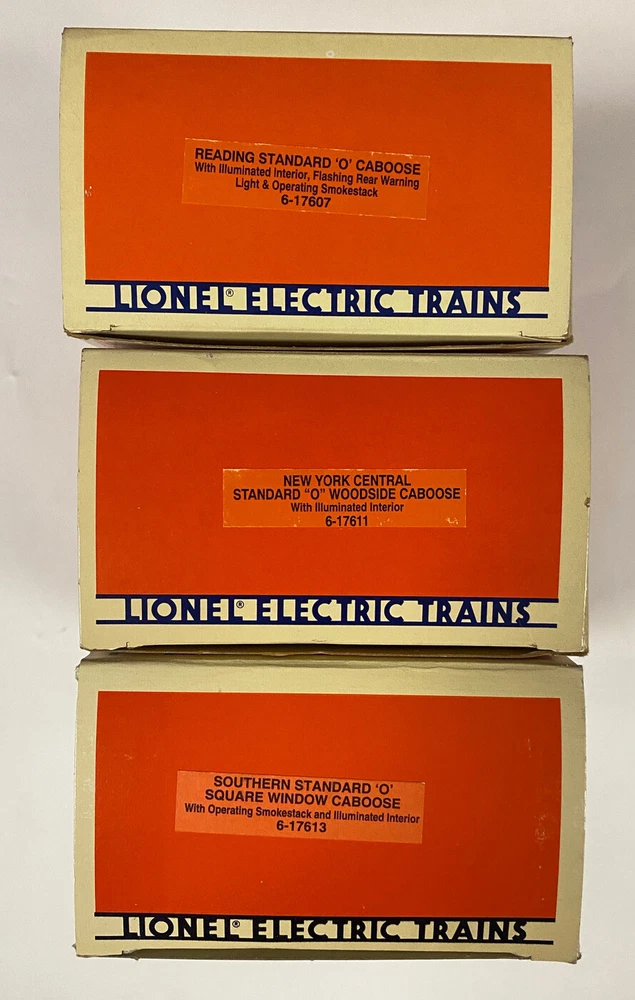 READING STANDARD 'O' CABOOSE
With Illuminated Interior, Flashing Rear Warning
Light & Operating Smokestack
6-17607
LIONEL® ELECTRIC TRAINS
NEW YORK CENTRAL
STANDARD "O" WOODSIDE CABOOSE
With Illuminated Interior
6-17611
LIONEL® ELECTRIC TRAINS
SOUTHERN STANDARD 'O'
SQUARE WINDOW CABOOSE
With Operating Smokestack and Illuminated Interior
6-17613
LIONEL® ELECTRIC TRAINS